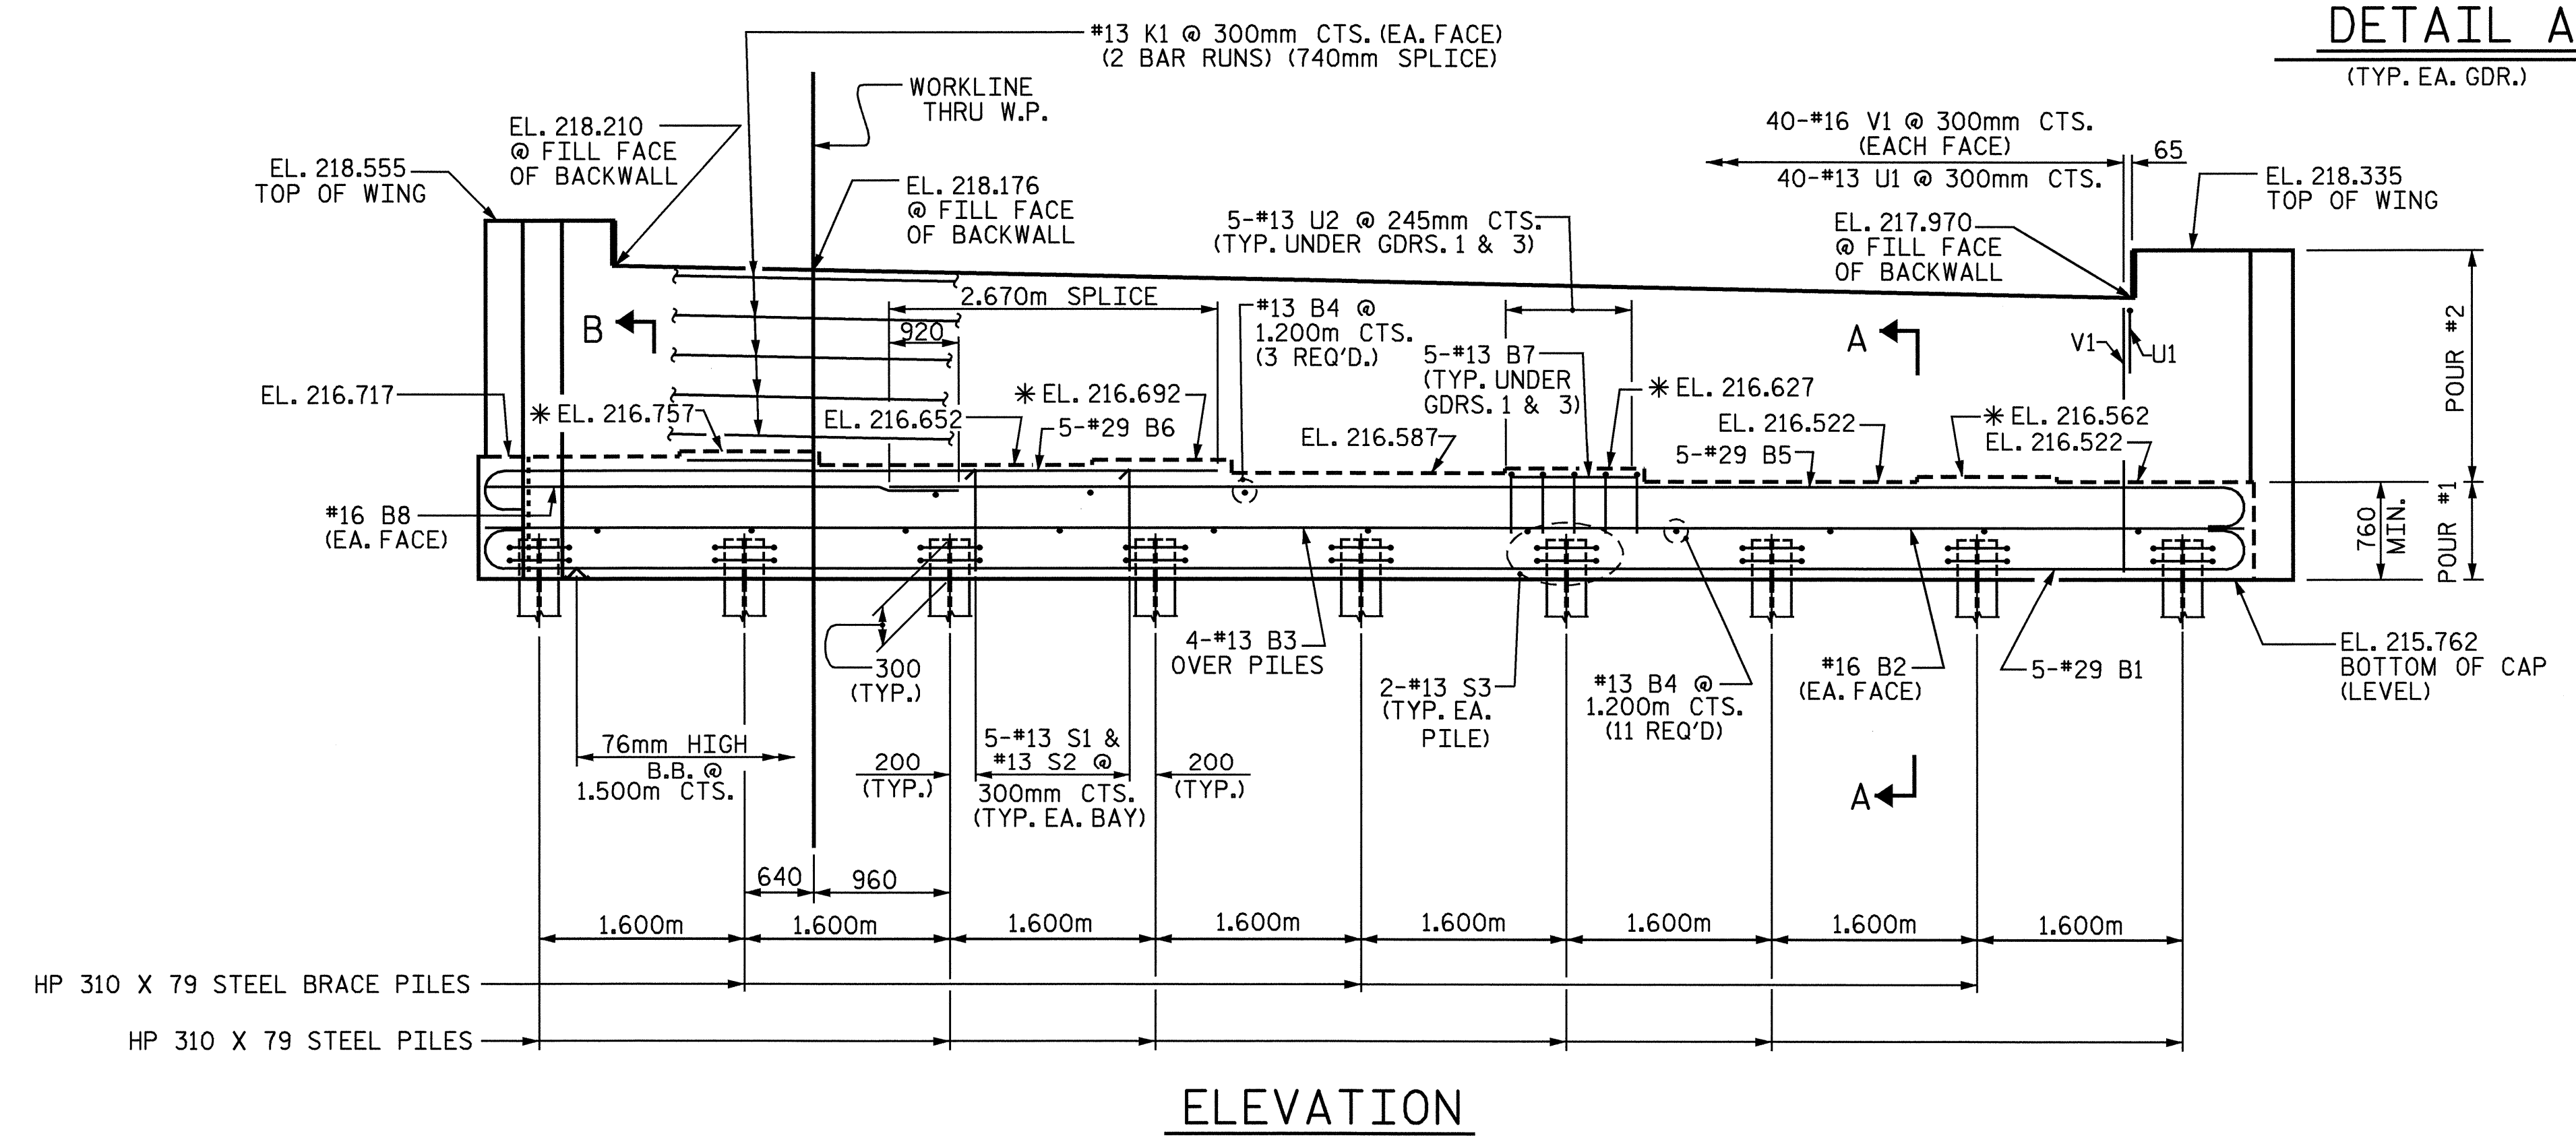 DETAIL A
(TYP. EA. GDR.)
#13 K1 @ 300mm CTS. (EA. FACE)
(2 BAR RUNS) (740mm SPLICE)
WORKLINE
THRU W.P.
EL. 218.210
@ FILL FACE
OF BACKWALL
EL. 218.555
TOP OF WING
EL. 218.176
@ FILL FACE
OF BACKWALL
40-#16 V1 @ 300mm CTS.
(EACH FACE)
40-#13 U1 @ 300mm CTS.
65
EL. 218.335
TOP OF WING
5-#13 U2 @ 245mm CTS.
(TYP. UNDER GDRS. 1 & 3)
EL. 217.970
@ FILL FACE
OF BACKWALL
2.670m SPLICE
920
#13 B4 @
1.200m CTS.
(3 REQ'D.)
B
A
V1
U1
5-#13 B7
(TYP. UNDER
GDRS. 1 & 3)
POUR #2
EL. 216.717
* EL. 216.757
EL. 216.652
* EL. 216.692
5-#29 B6
EL. 216.587
* EL. 216.627
EL. 216.522
5-#29 B5
* EL. 216.562
EL. 216.522
#16 B8
(EA. FACE)
760
MIN.
POUR #1
300
(TYP.)
4-#13 B3
OVER PILES
2-#13 S3
(TYP. EA.
PILE)
#13 B4 @
1.200m CTS.
(11 REQ'D)
#16 B2
(EA. FACE)
5-#29 B1
EL. 215.762
BOTTOM OF CAP
(LEVEL)
76mm HIGH
B.B. @
1.500m CTS.
200
(TYP.)
5-#13 S1 &
#13 S2 @
300mm CTS.
(TYP. EA. BAY)
200
(TYP.)
A
640
960
1.600m
1.600m
1.600m
1.600m
1.600m
1.600m
1.600m
1.600m
HP 310 X 79 STEEL BRACE PILES
HP 310 X 79 STEEL PILES
ELEVATION